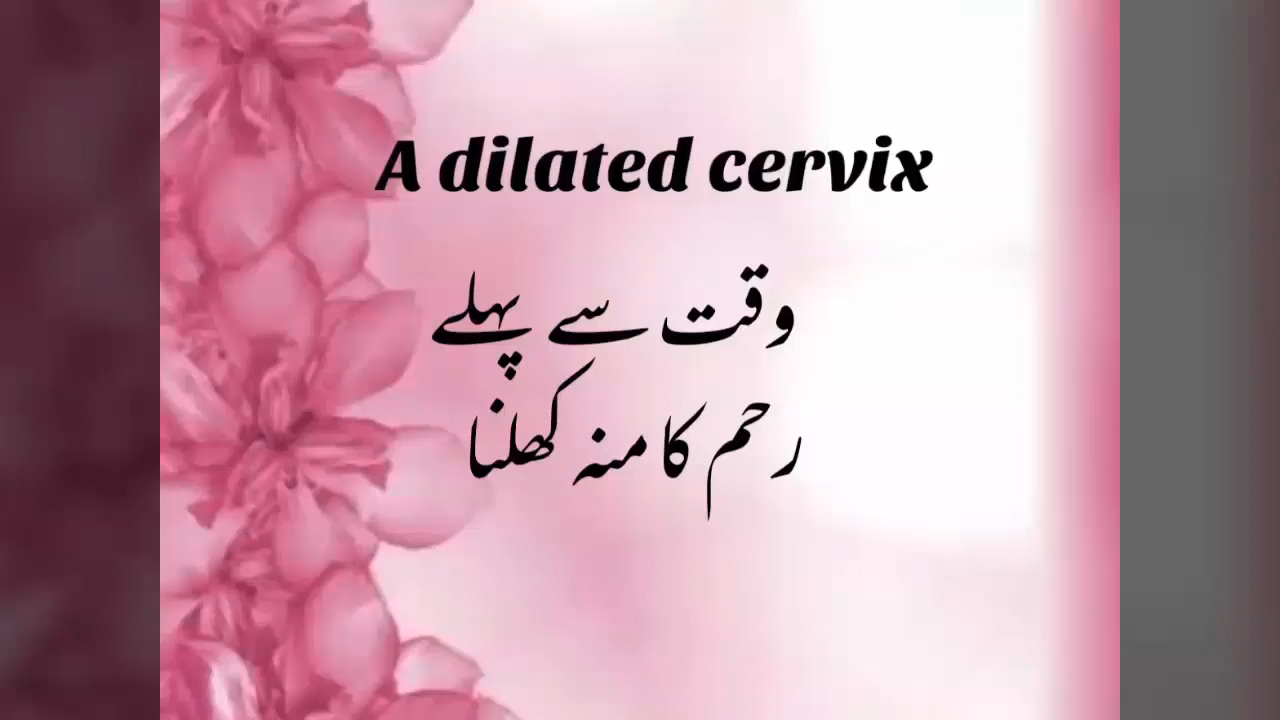 A dilated cervix
وقت سے پہلے
رحم کا منہ کھلنا